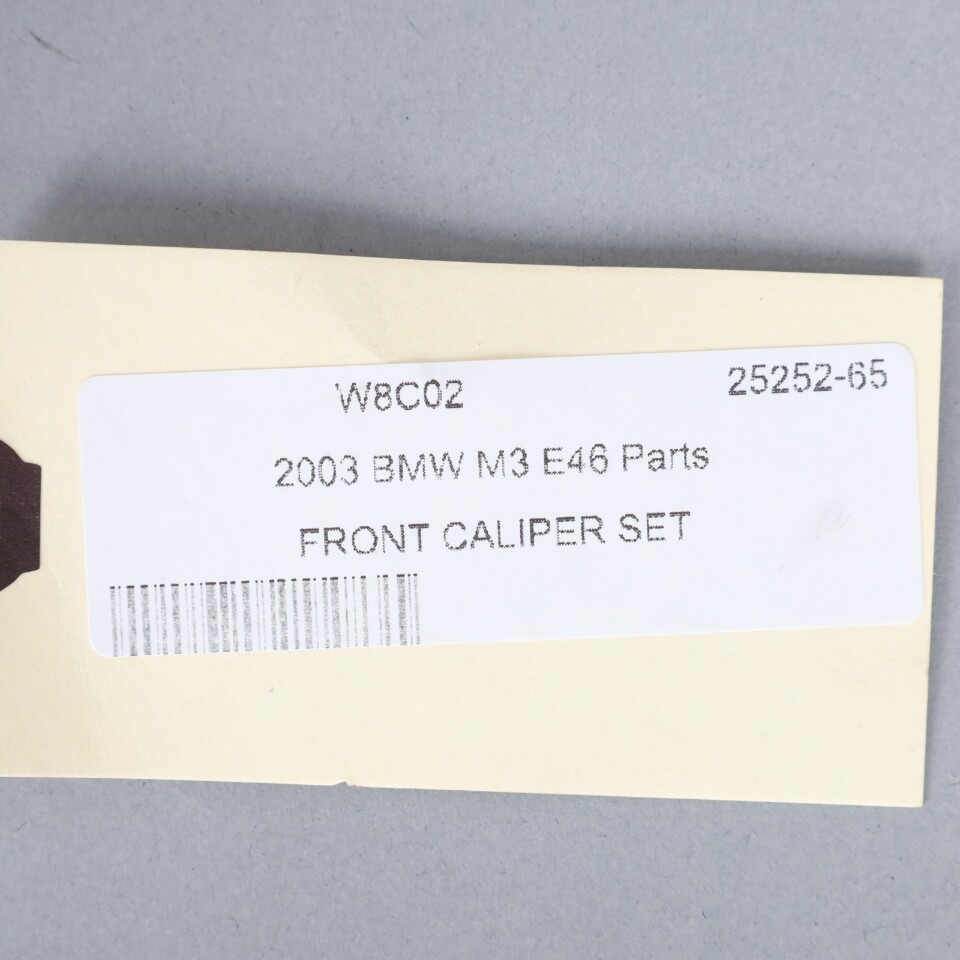 W8C02 25252-65
2003 BMW M3 E46 Parts
FRONT CALIPER SET